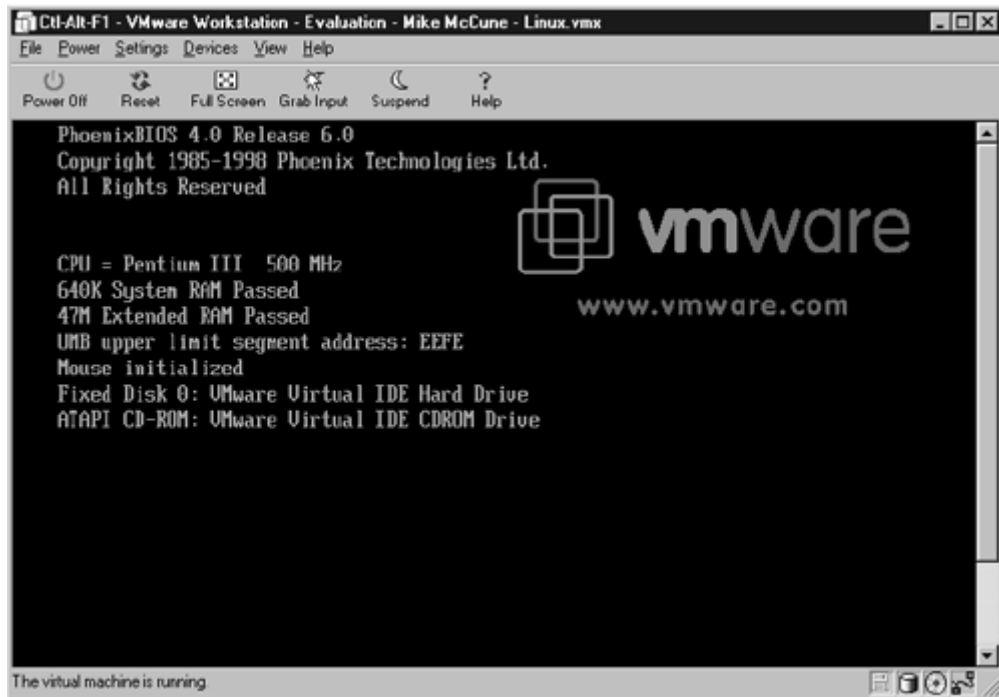 Ctl-Alt-F1 - VMware Workstation - Evaluation - Mike McCune - Linux.vmx
File Power Settings Devices View Help
Power Off Reset Full Screen Grab Input Suspend Help
PhoenixBIOS 4.0 Release 6.0
Copyright 1985-1998 Phoenix Technologies Ltd.
All Rights Reserved
vmware
www.vmware.com
CPU = Pentium III 500 MHz
640K System RAM Passed
47M Extended RAM Passed
UMB upper limit segment address: EEFE
Mouse initialized
Fixed Disk 0: VMware Virtual IDE Hard Drive
ATAPI CD-ROM: VMware Virtual IDE CDROM Drive
The virtual machine is running.